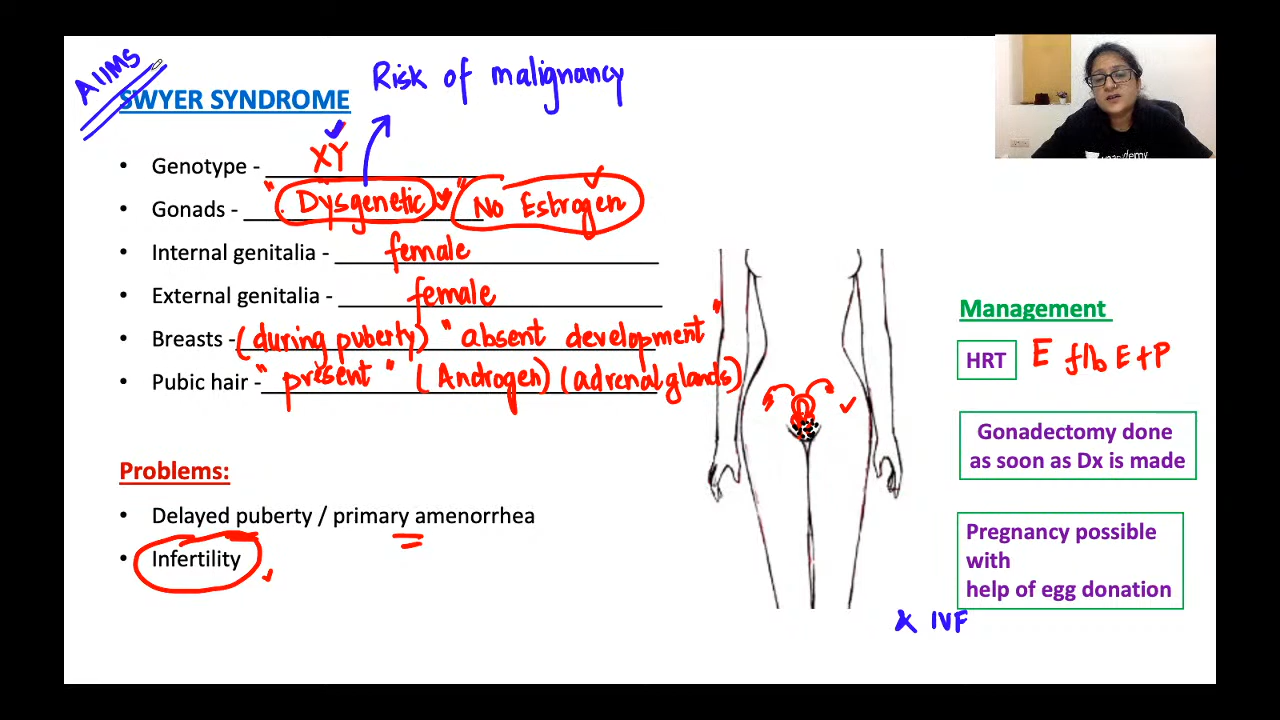 AIIMS
Risk of malignancy
SWYER SYNDROME
• Genotype - XY
• Gonads - " Dysgenetic " No Estrogen
• Internal genitalia - female
• External genitalia - female
• Breasts - (during puberty) " absent development "
• Pubic hair - " present " (Androgen) (adrenal glands)
Problems:
• Delayed puberty / primary amenorrhea
• Infertility
Management
HRT E f/b E + P
Gonadectomy done
as soon as Dx is made
Pregnancy possible
with
help of egg donation
& IVF